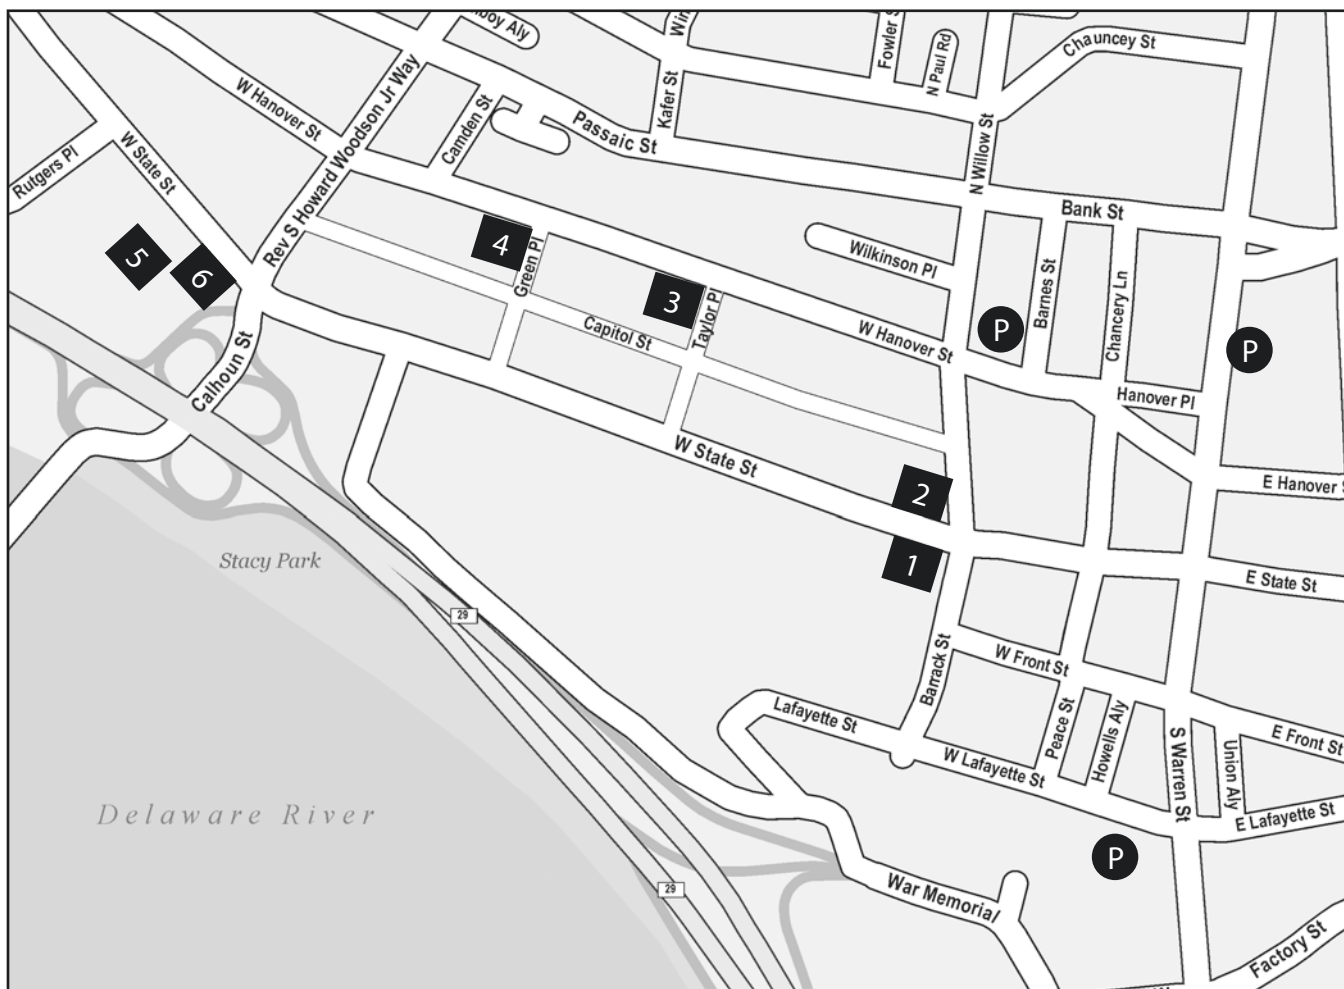 Fowler
Chauncey St
N Paul Rd
W Hanover St
Rev S Howard Woodson Jr Way
Camden St
Kafer St
Passaic St
N Willow St
Rutgers Pl
W State St
Bank St
5
6
4
Green Pl
3
Taylor Pl
Wilkinson Pl
Barnes St
Chancery Ln
Capitol St
W Hanover St
P
P
Calhoun St
Hanover Pl
W State St
2
E Hanover
Stacy Park
1
E State St
29
W Front St
Barrack St
Lafayette St
Peace St
Howells Aly
S Warren St
Union Aly
E Front St
W Lafayette St
Delaware River
E Lafayette St
P
29
War Memorial
Factory St